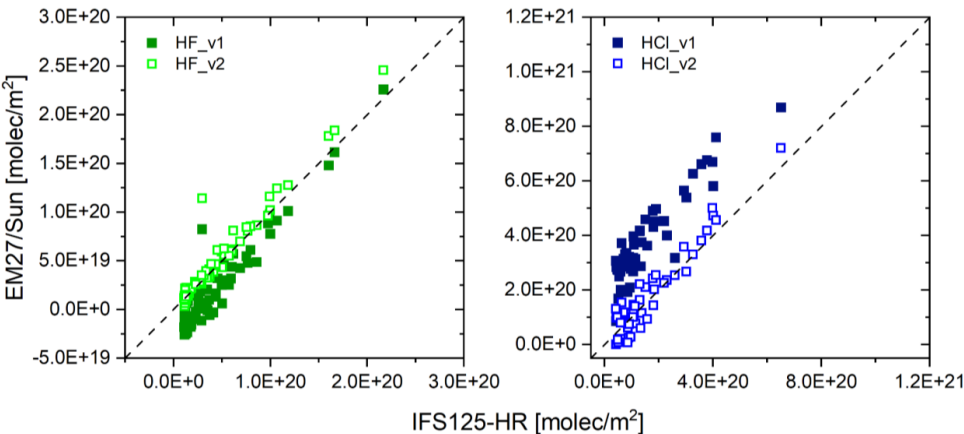 3.0E+20
2.5E+20
2.0E+20
1.5E+20
1.0E+20
5.0E+19
0.0E+0
-5.0E+19
EM27/Sun [molec/m²]
HF_v1
HF_v2
0.0E+0 1.0E+20 2.0E+20 3.0E+20
1.2E+21
1.0E+21
8.0E+20
6.0E+20
4.0E+20
2.0E+20
0.0E+0
HCl_v1
HCl_v2
0.0E+0 4.0E+20 8.0E+20 1.2E+21
IFS125-HR [molec/m²]